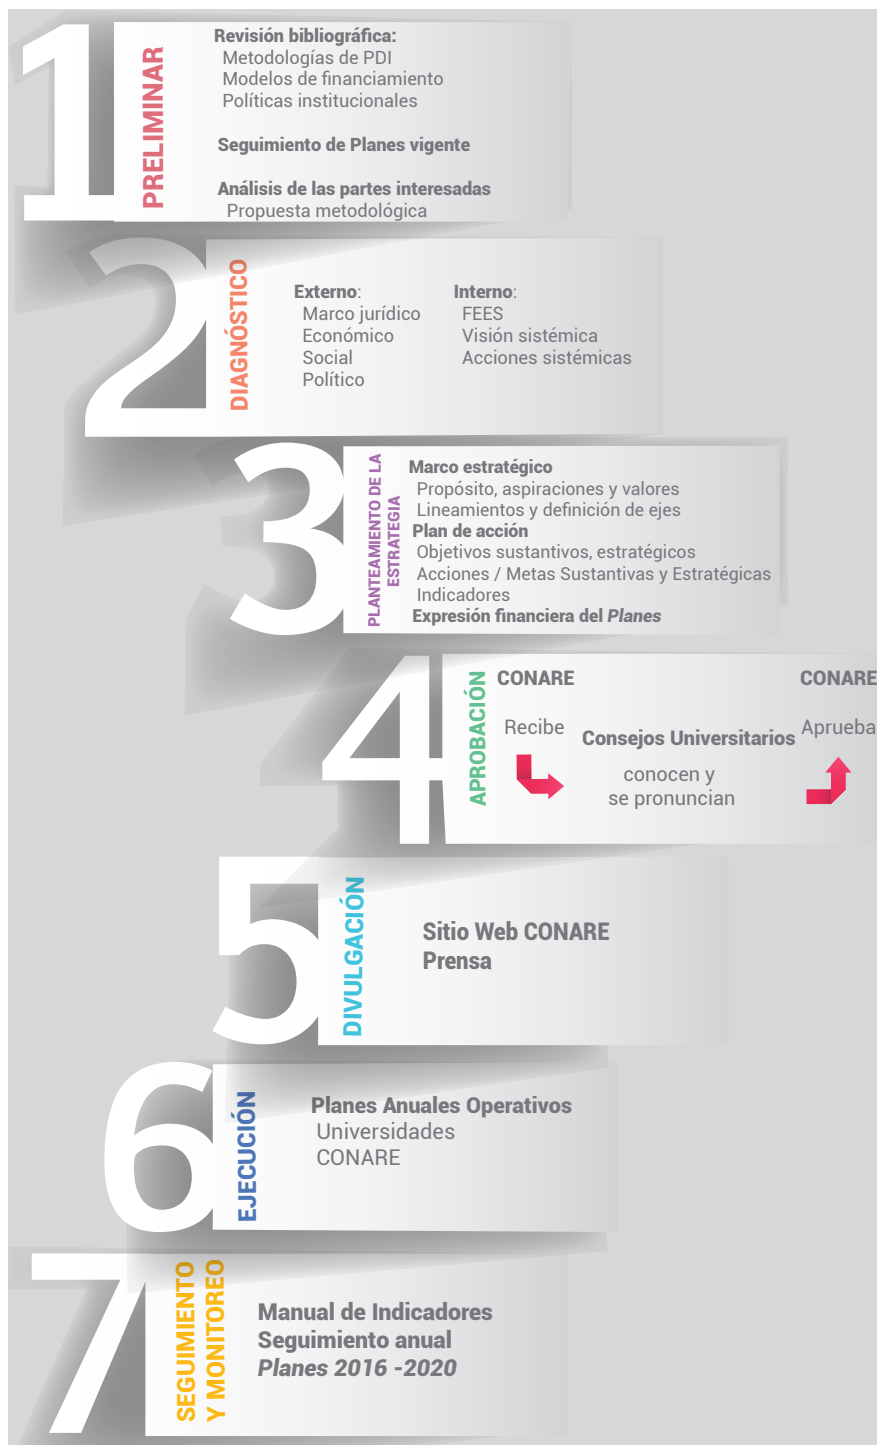 1
PRELIMINAR
Revisión bibliográfica:
Metodologías de PDI
Modelos de financiamiento
Políticas institucionales
Seguimiento de Planes vigente
Análisis de las partes interesadas
Propuesta metodológica
2
DIAGNÓSTICO
Externo:
Marco jurídico
Económico
Social
Político
Interno:
FEES
Visión sistémica
Acciones sistémicas
3
PLANTEAMIENTO DE LA
ESTRATEGIA
Marco estratégico
Propósito, aspiraciones y valores
Lineamientos y definición de ejes
Plan de acción
Objetivos sustantivos, estratégicos
Acciones / Metas Sustantivas y Estratégicas
Indicadores
Expresión financiera del Planes
4
APROBACIÓN
CONARE
Recibe
Consejos Universitarios
conocen y
se pronuncian
CONARE
Aprueba
5
DIVULGACIÓN
Sitio Web CONARE
Prensa
6
EJECUCIÓN
Planes Anuales Operativos
Universidades
CONARE
7
SEGUIMIENTO
Y MONITOREO
Manual de Indicadores
Seguimiento anual
Planes 2016 -2020